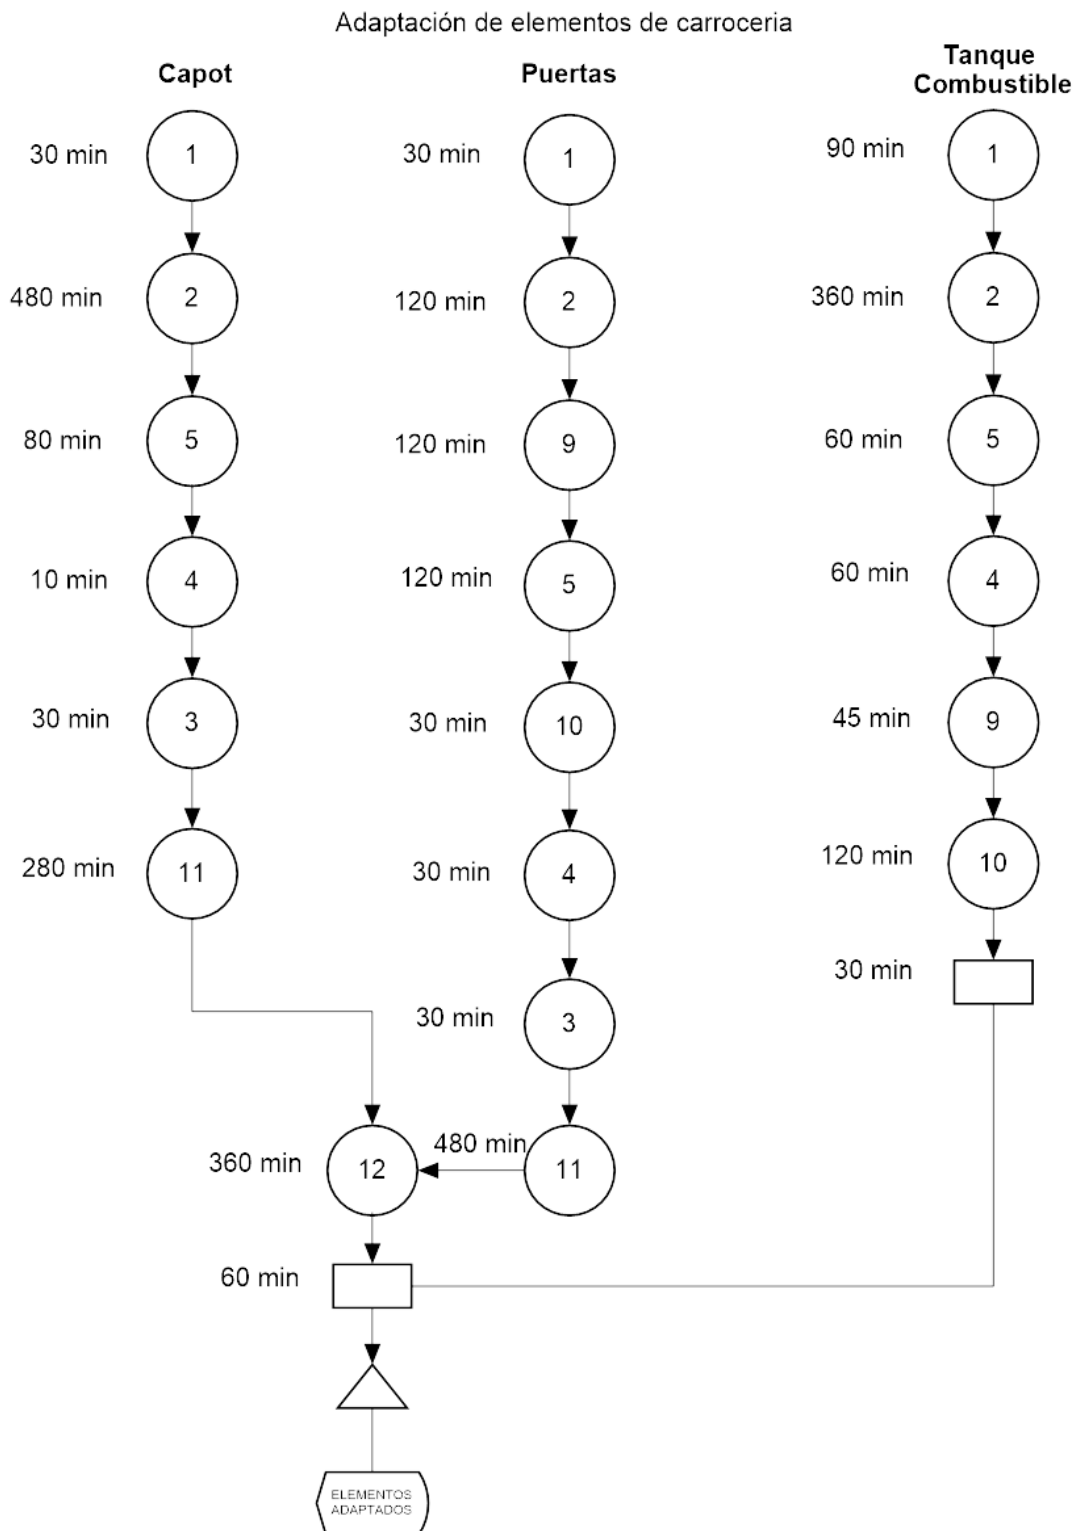 Adaptación de elementos de carroceria
Capot
Puertas
Tanque
Combustible
30 min
1
30 min
1
90 min
1
480 min
2
120 min
2
360 min
2
80 min
5
120 min
9
60 min
5
10 min
4
120 min
5
60 min
4
30 min
3
30 min
10
45 min
9
280 min
11
30 min
4
120 min
10
30 min
30 min
3
360 min
12
480 min
11
60 min
ELEMENTOS
ADAPTADOS